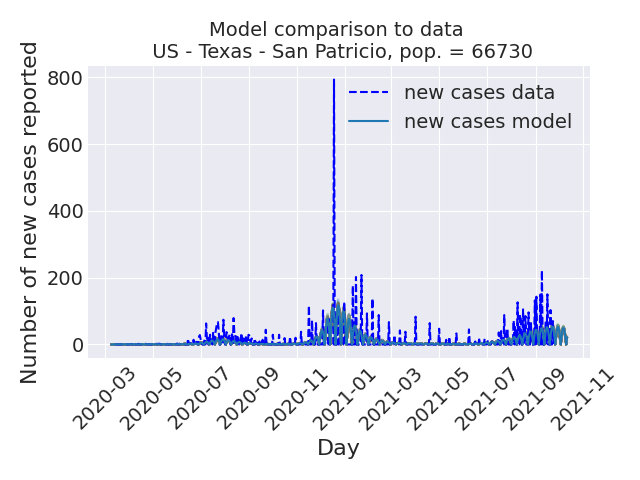 Model comparison to data
US - Texas - San Patricio, pop. = 66730
Number of new cases reported
800
600
400
200
0
new cases data
new cases model
2020-03
2020-05
2020-07
2020-09
2020-11
2021-01
2021-03
2021-05
2021-07
2021-09
2021-11
Day